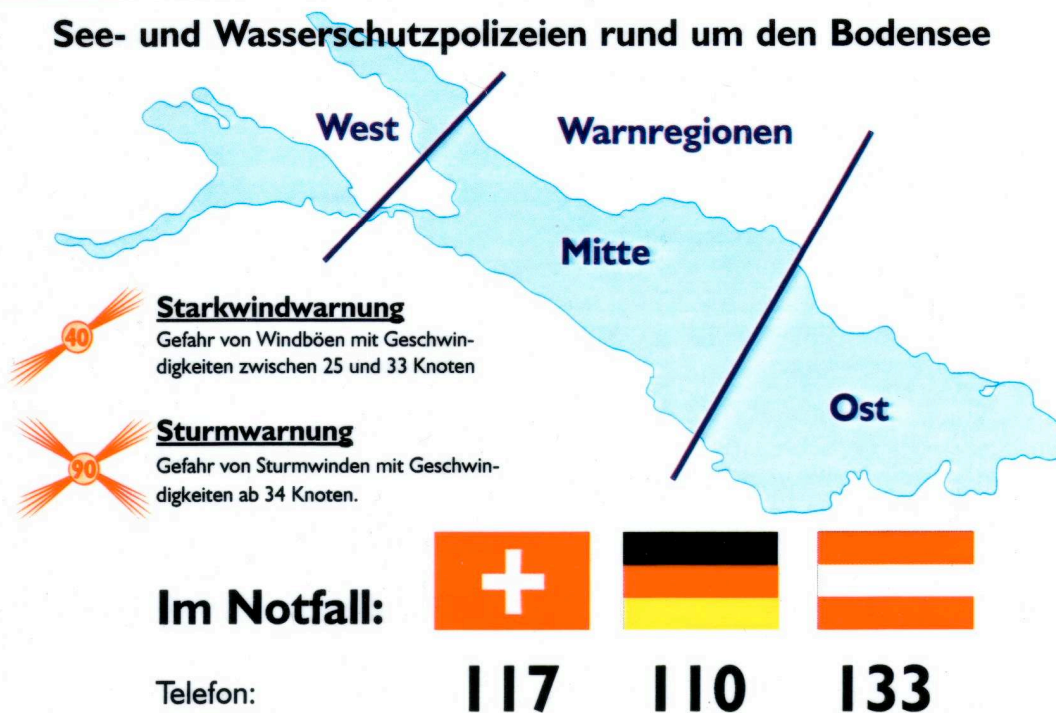 See- und Wasserschutzpolizeien rund um den Bodensee
West
Warnregionen
Mitte
Ost
40
Starkwindwarnung
Gefahr von Windböen mit Geschwin-
digkeiten zwischen 25 und 33 Knoten
90
Sturmwarnung
Gefahr von Sturmwinden mit Geschwin-
digkeiten ab 34 Knoten.
Im Notfall:
Telefon: 117 110 133